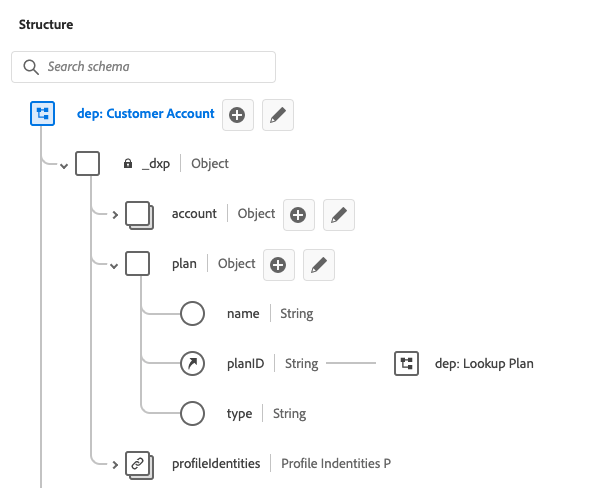 Structure
Search schema
dep: Customer Account
_dxp Object
account Object
plan Object
name String
planID String dep: Lookup Plan
type String
profileIdentities Profile Indentities P